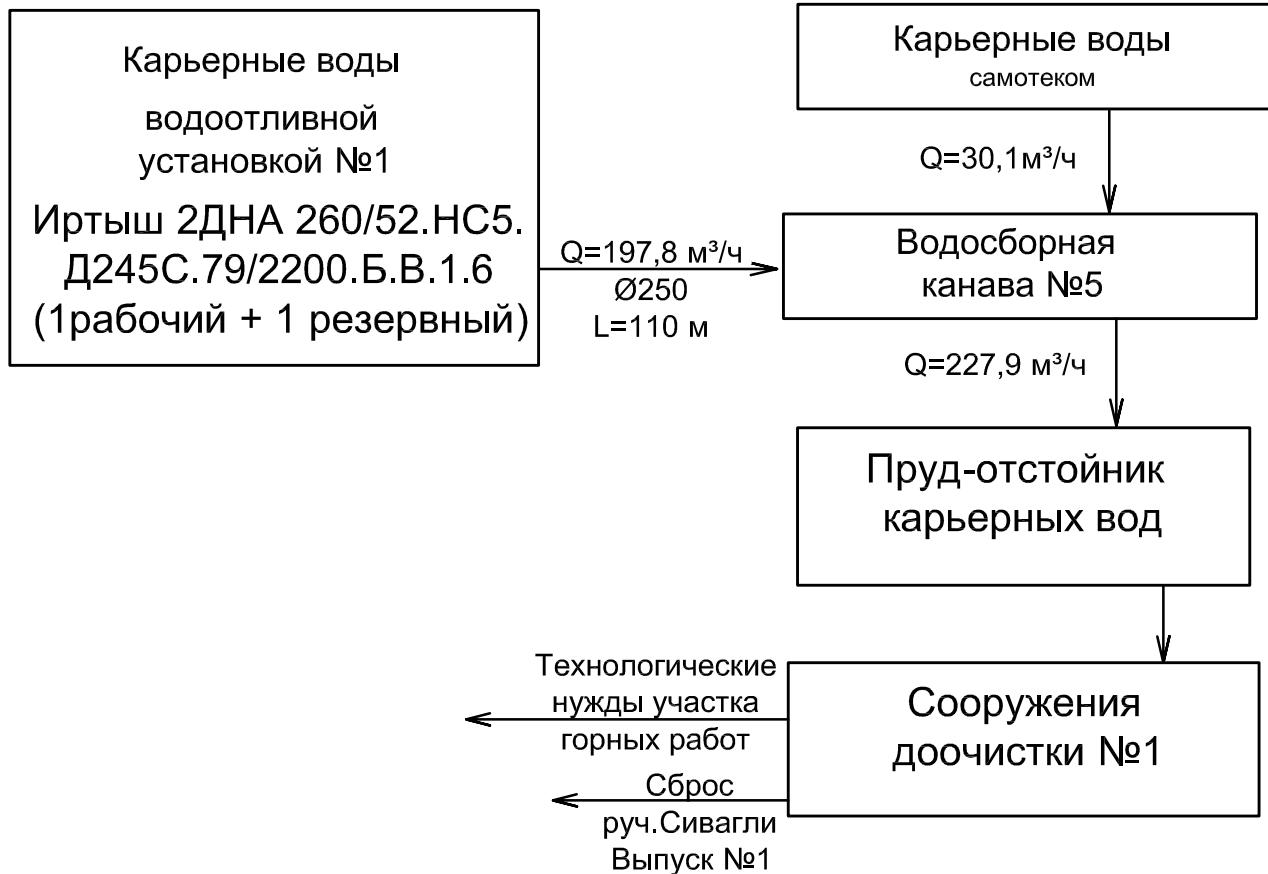 Карьерные воды
водоотливной
установкой №1
Иртыш 2ДНА 260/52.НС5.
Д245С.79/2200.Б.В.1.6
(1рабочий + 1 резервный)
Карьерные воды
самотеком
Q=30,1м³/ч
Q=197,8 м³/ч
Ø250
L=110 м
Водосборная
канава №5
Q=227,9 м³/ч
Пруд-отстойник
карьерных вод
Сооружения
доочистки №1
Технологические
нужды участка
горных работ
Сброс
руч.Сивагли
Выпуск №1